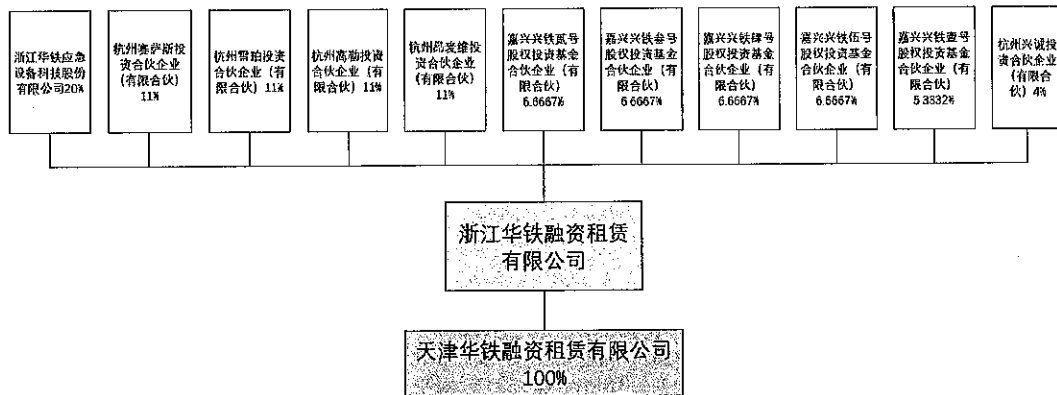 浙江华铁应急
设备科技股份
有限公司20%
杭州赛萨斯投
资合伙企业
（有限合伙）
11%
杭州雷珀投资
合伙企业（有
限合伙）11%
杭州高勒投资
合伙企业（有
限合伙）11%
杭州昂夌维投
资合伙企业
（有限合伙）
11%
嘉兴兴铁贰号
股权投资基金
合伙企业（有
限合伙）
6.6667%
嘉兴兴铁叁号
股权投资基金
合伙企业（有
限合伙）
6.6667%
嘉兴兴铁肆号
股权投资基金
合伙企业（有
限合伙）
6.6667%
嘉兴兴铁伍号
股权投资基金
合伙企业（有
限合伙）
6.6667%
嘉兴兴铁壹号
股权投资基金
合伙企业（有
限合伙）
5.3332%
杭州兴诚投
资合伙企业
（有限合
伙）4%
浙江华铁融资租赁
有限公司
天津华铁融资租赁有限公司
100%